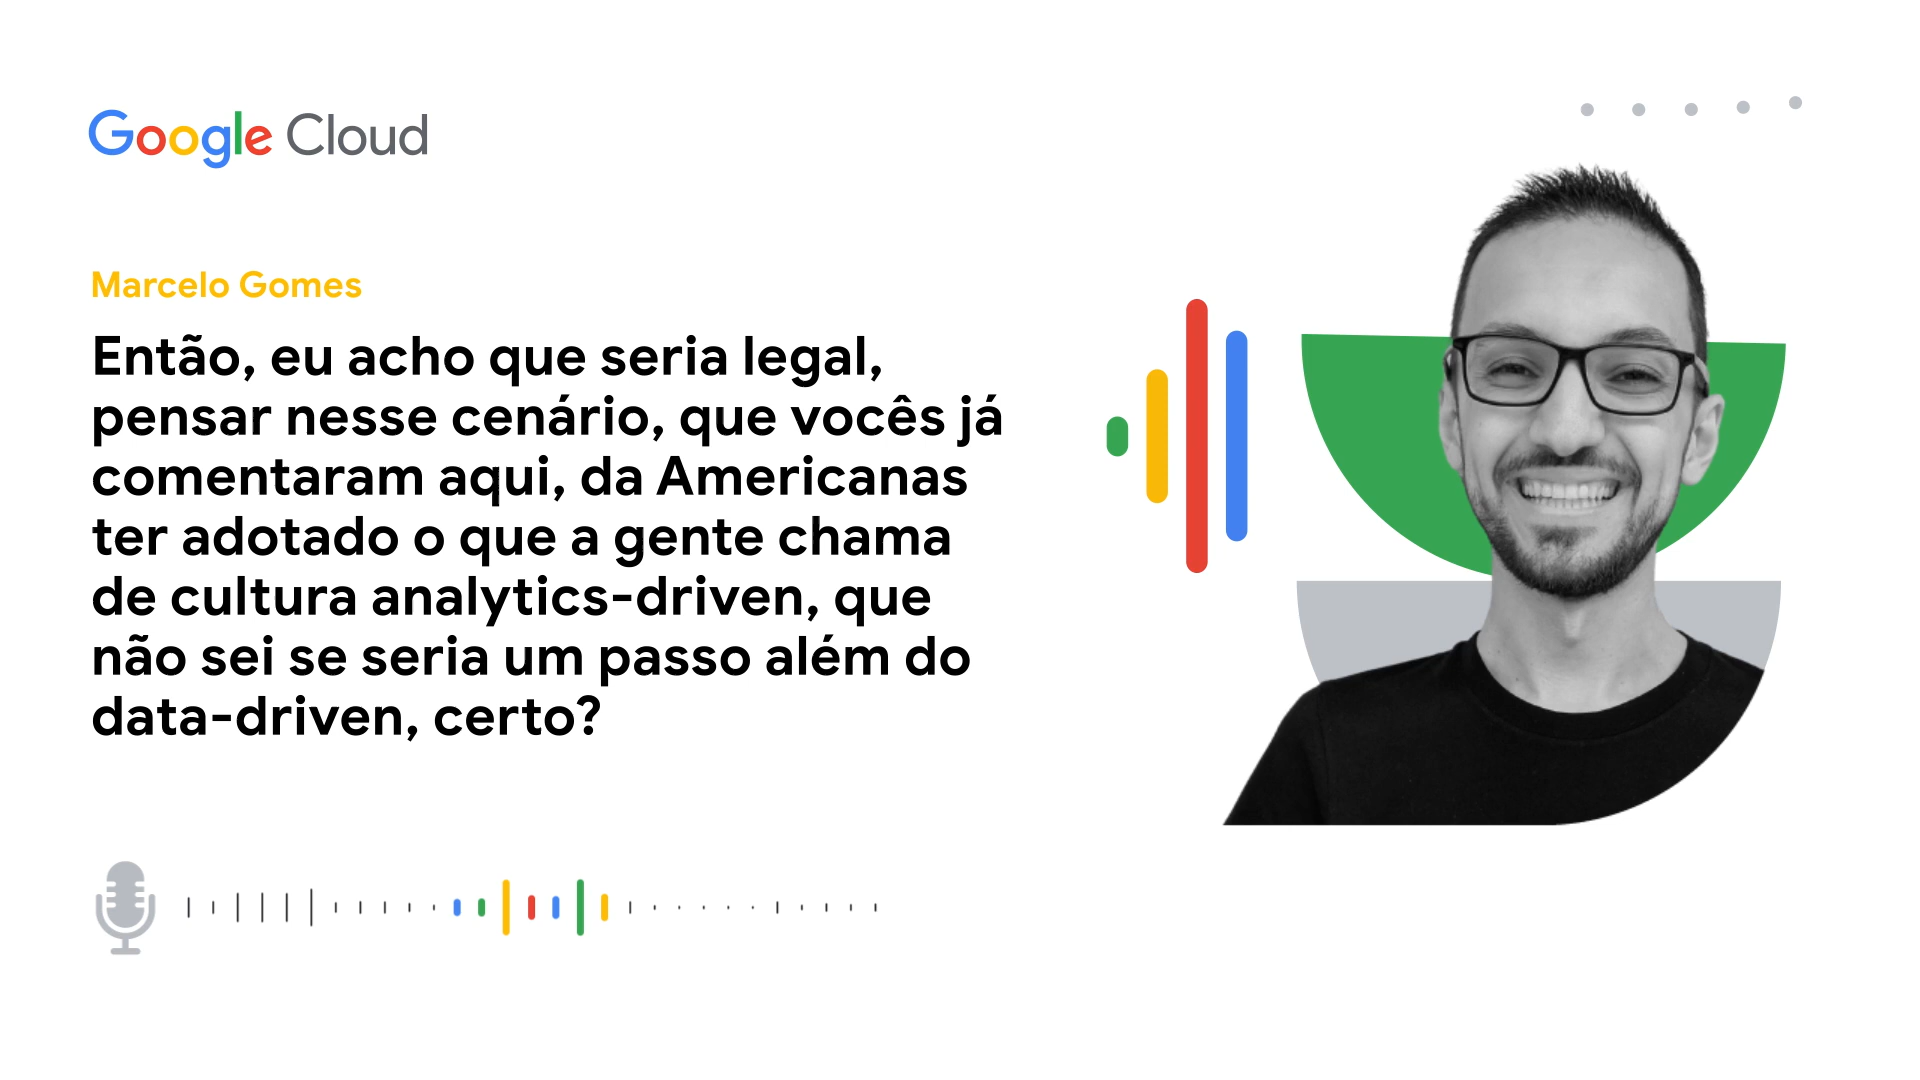 Google Cloud
Marcelo Gomes
Então, eu acho que seria legal,
pensar nesse cenário, que vocês já
comentaram aqui, da Americanas
ter adotado o que a gente chama
de cultura analytics-driven, que
não sei se seria um passo além do
data-driven, certo?